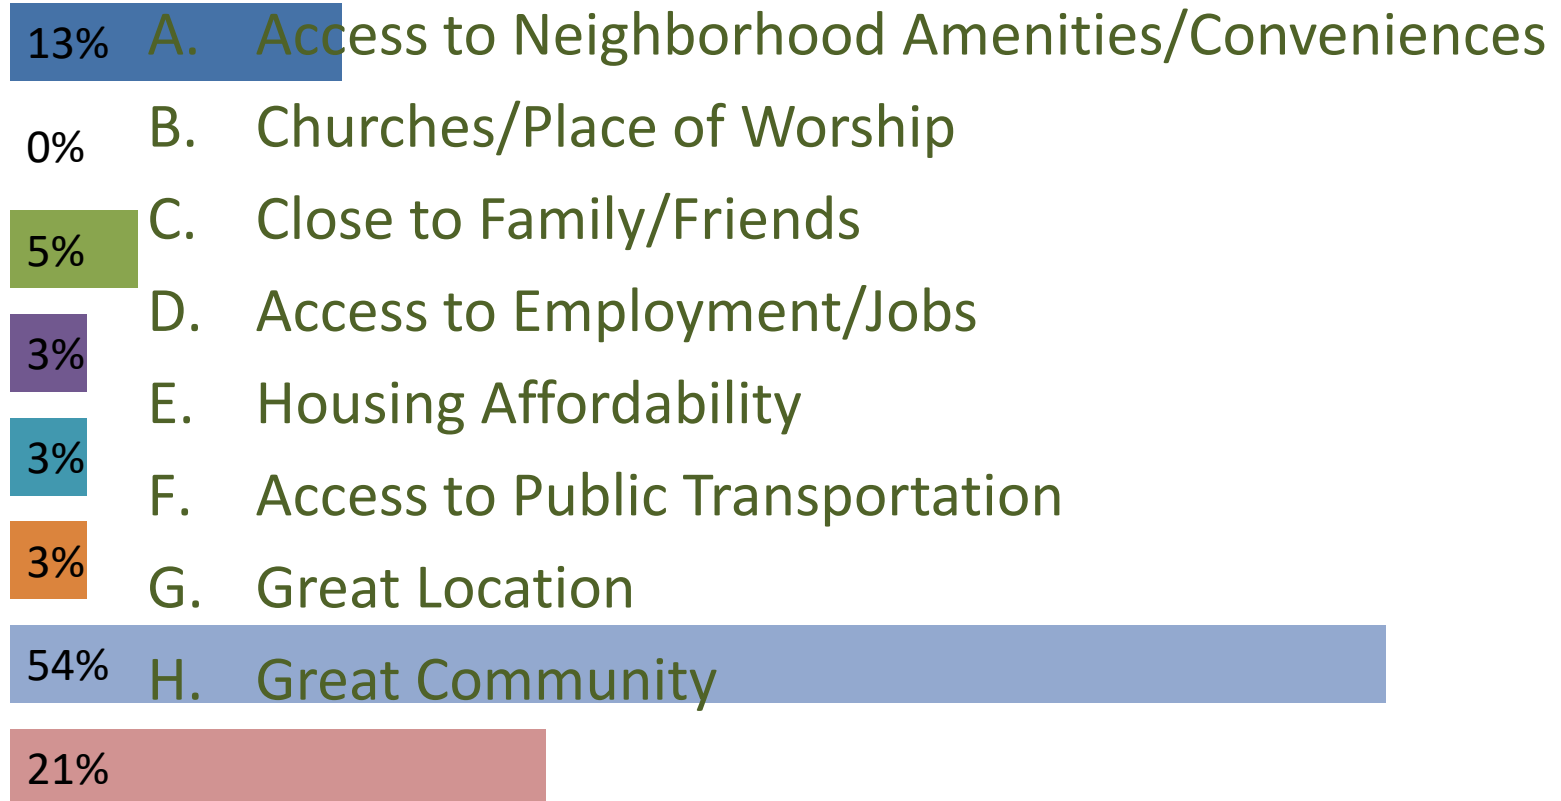 13% A. Access to Neighborhood Amenities/Conveniences
0% B. Churches/Place of Worship
5% C. Close to Family/Friends
3% D. Access to Employment/Jobs
3% E. Housing Affordability
3% F. Access to Public Transportation
54% G. Great Location
21% H. Great Community